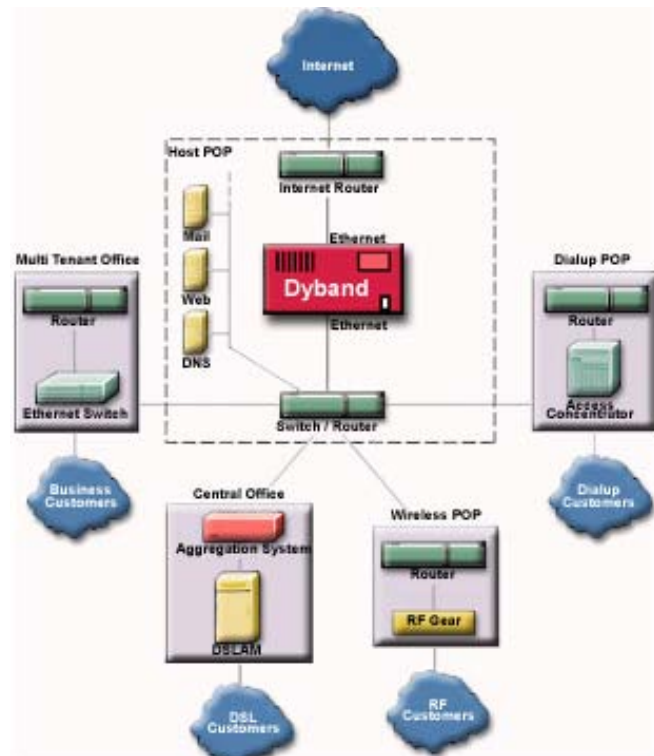 Internet
Host POP
Internet Router
Mail
Ethernet
Multi Tenant Office
Dialup POP
Dyband
Router
Web
Router
Ethernet
DNS
Ethernet Switch
Switch / Router
Access
Concentrator
Business
Customers
Central Office
Dialup
Customers
Wireless POP
Aggregation System
Router
RF Gear
DSLAM
DSL
Customers
RF
Customers